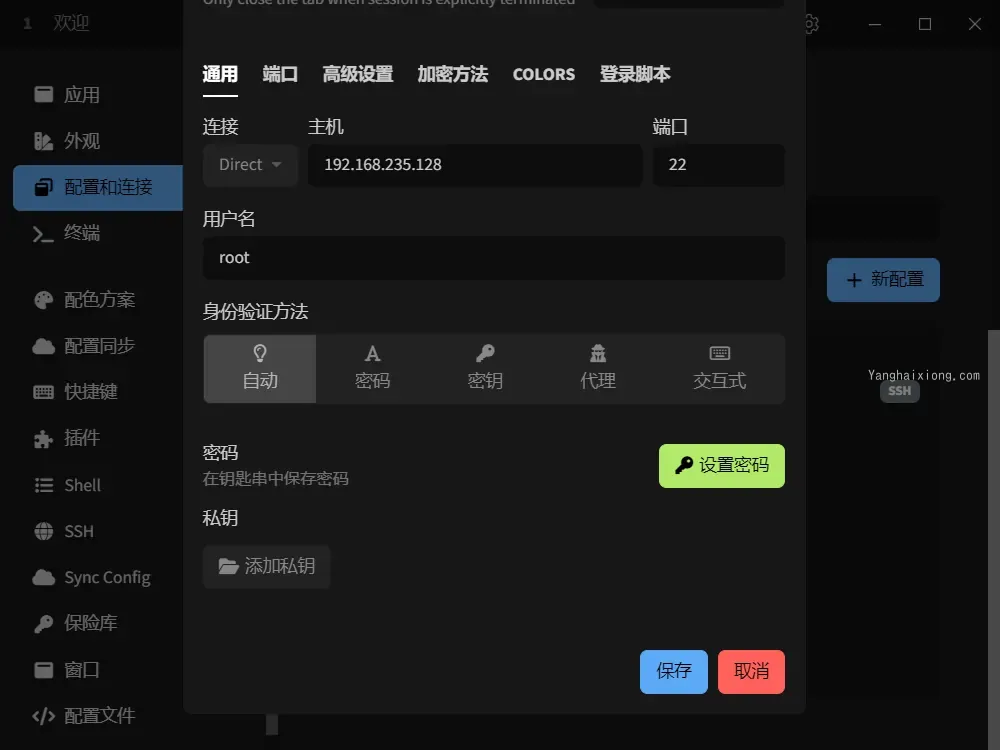 Only close the tab when session is explicitly terminated
1 欢迎
应用
外观
配置和连接
终端
配色方案
配置同步
快捷键
插件
Shell
SSH
Sync Config
保险库
窗口
配置文件
通用 端口 高级设置 加密方法 COLORS 登录脚本
连接 主机 端口
Direct 192.168.235.128 22
用户名
root
身份验证方法
自动 密码 密钥 代理 交互式
密码
在钥匙串中保存密码
设置密码
私钥
添加私钥
保存 取消
新配置
Yanghaixiong.com
SSH